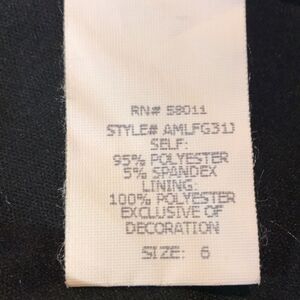 RN# 58011
STYLE# AMLFG31J
SELF:
95% POLYESTER
5% SPANDEX
LINING:
100% POLYESTER
EXCLUSIVE OF
DECORATION
SIZE: 6